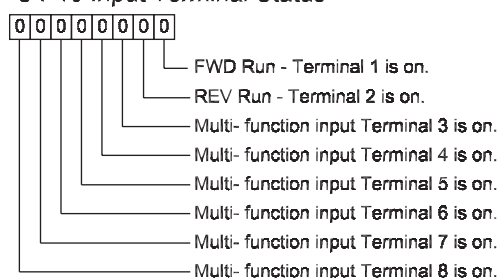 Input Terminal Status
0 0 0 0 0 0 0 0
FWD Run - Terminal 1 is on.
REV Run - Terminal 2 is on.
Multi- function input Terminal 3 is on.
Multi- function input Terminal 4 is on.
Multi- function input Terminal 5 is on.
Multi- function input Terminal 6 is on.
Multi- function input Terminal 7 is on.
Multi- function input Terminal 8 is on.